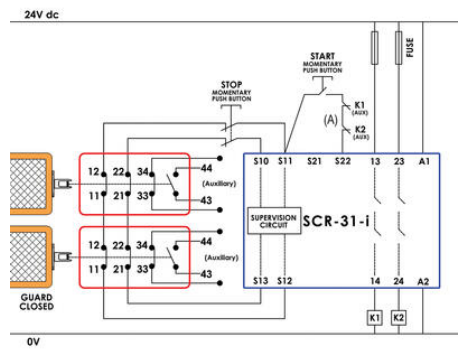 24V dc
START
MOMENTARY
PUSH BUTTON
FUSE
STOP
MOMENTARY
PUSH BUTTON
K1
(AUX)
(A)
K2
(AUX)
12 22 34
44
(Auxiliary)
11 21 33
43
S10 S11 S21 S22 13 23 A1
SUPERVISION
CIRCUIT
SCR-31-i
12 22 34
44
(Auxiliary)
11 21 33
43
S13 S12 14 24 A2
GUARD
CLOSED
K1 K2
0V